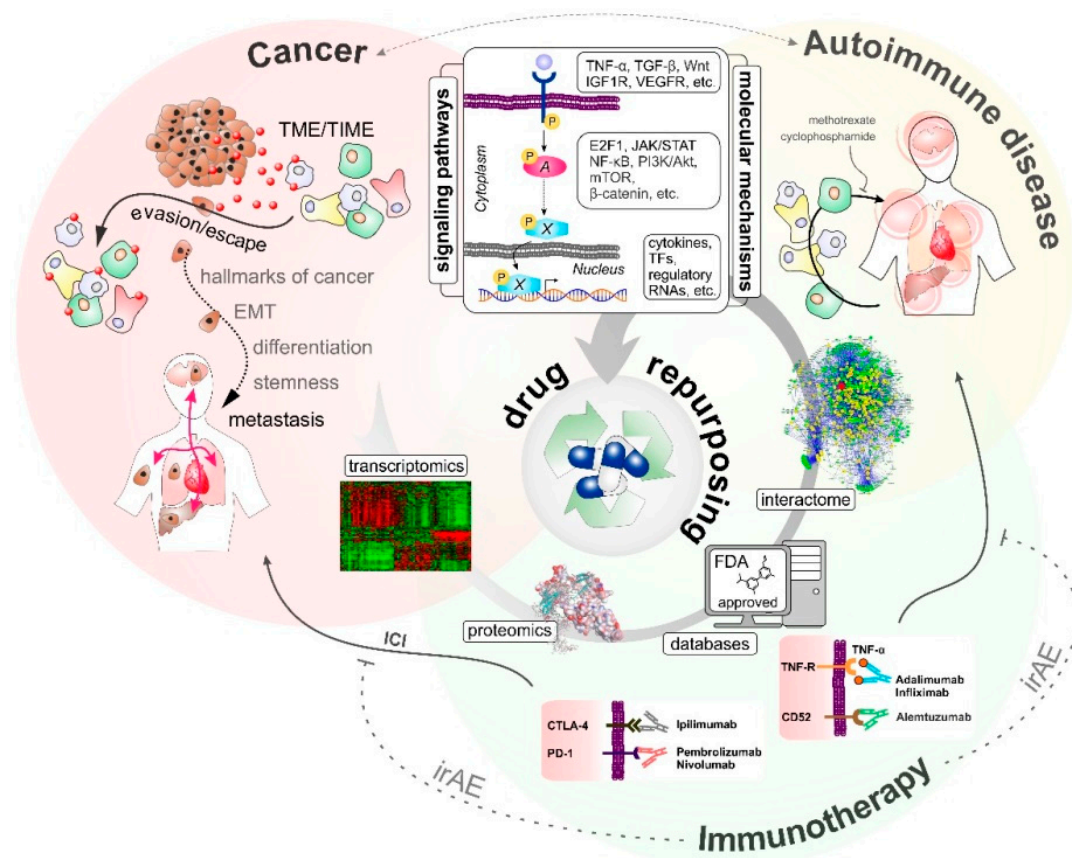 Cancer
Autoimmune disease
TME/TIME
evasion/escape
hallmarks of cancer
EMT
differentiation
stemness
metastasis
signaling pathways
Cytoplasm
P
A
P
X
P
X
Nucleus
TNF-α, TGF-β, Wnt
IGF1R, VEGFR, etc.
E2F1, JAK/STAT
NF-κB, PI3K/Akt,
mTOR,
β-catenin, etc.
cytokines,
TFs,
regulatory
RNAs, etc.
molecular mechanisms
methotrexate
cyclophosphamide
drug
repurposing
transcriptomics
interactome
proteomics
FDA
approved
databases
ICI
irAE
CTLA-4
Ipilimumab
PD-1
Pembrolizumab
Nivolumab
TNF-R
TNF-α
Adalimumab
Infliximab
CD52
Alemtuzumab
irAE
Immunotherapy